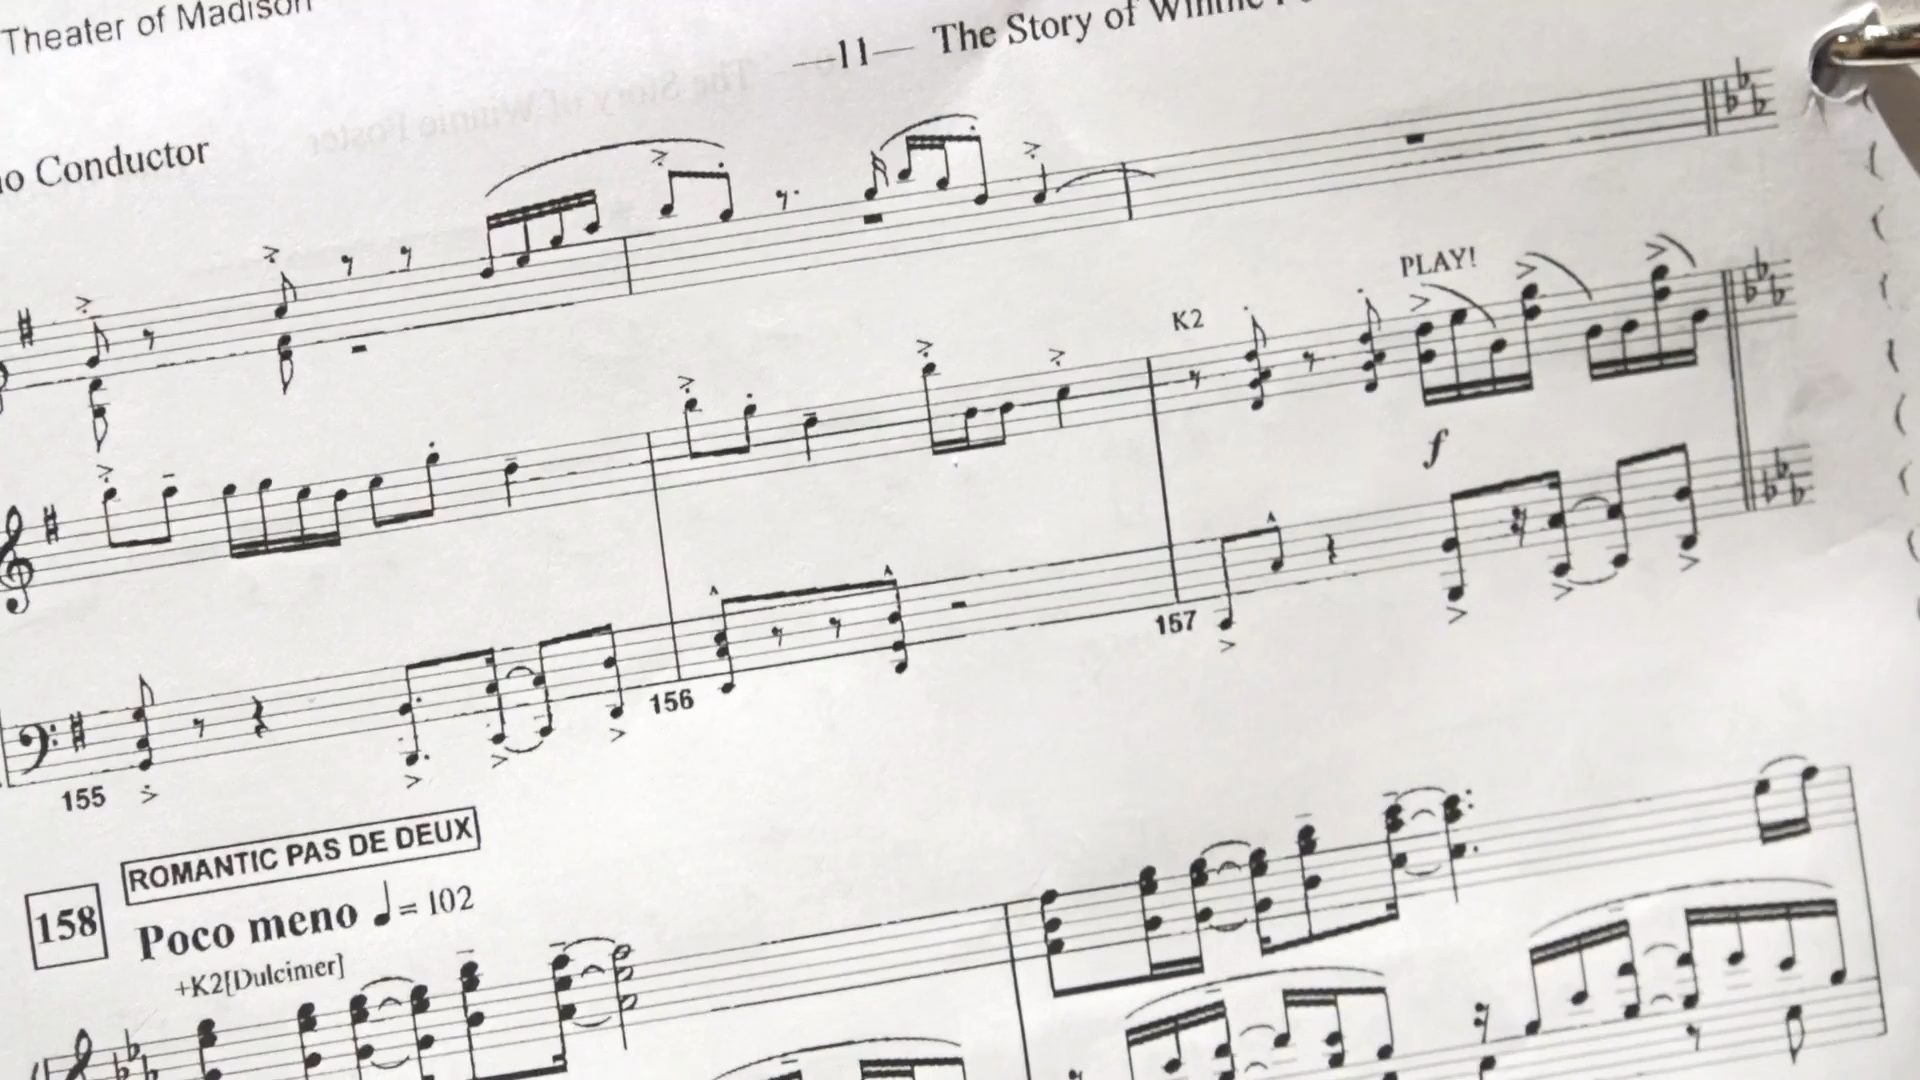 Theater of Madison
—11— The Story of Winnie
Conductor
PLAY!
K2
f
157
156
155
ROMANTIC PAS DE DEUX
158
Poco meno ♩= 102
+K2[Dulcimer]